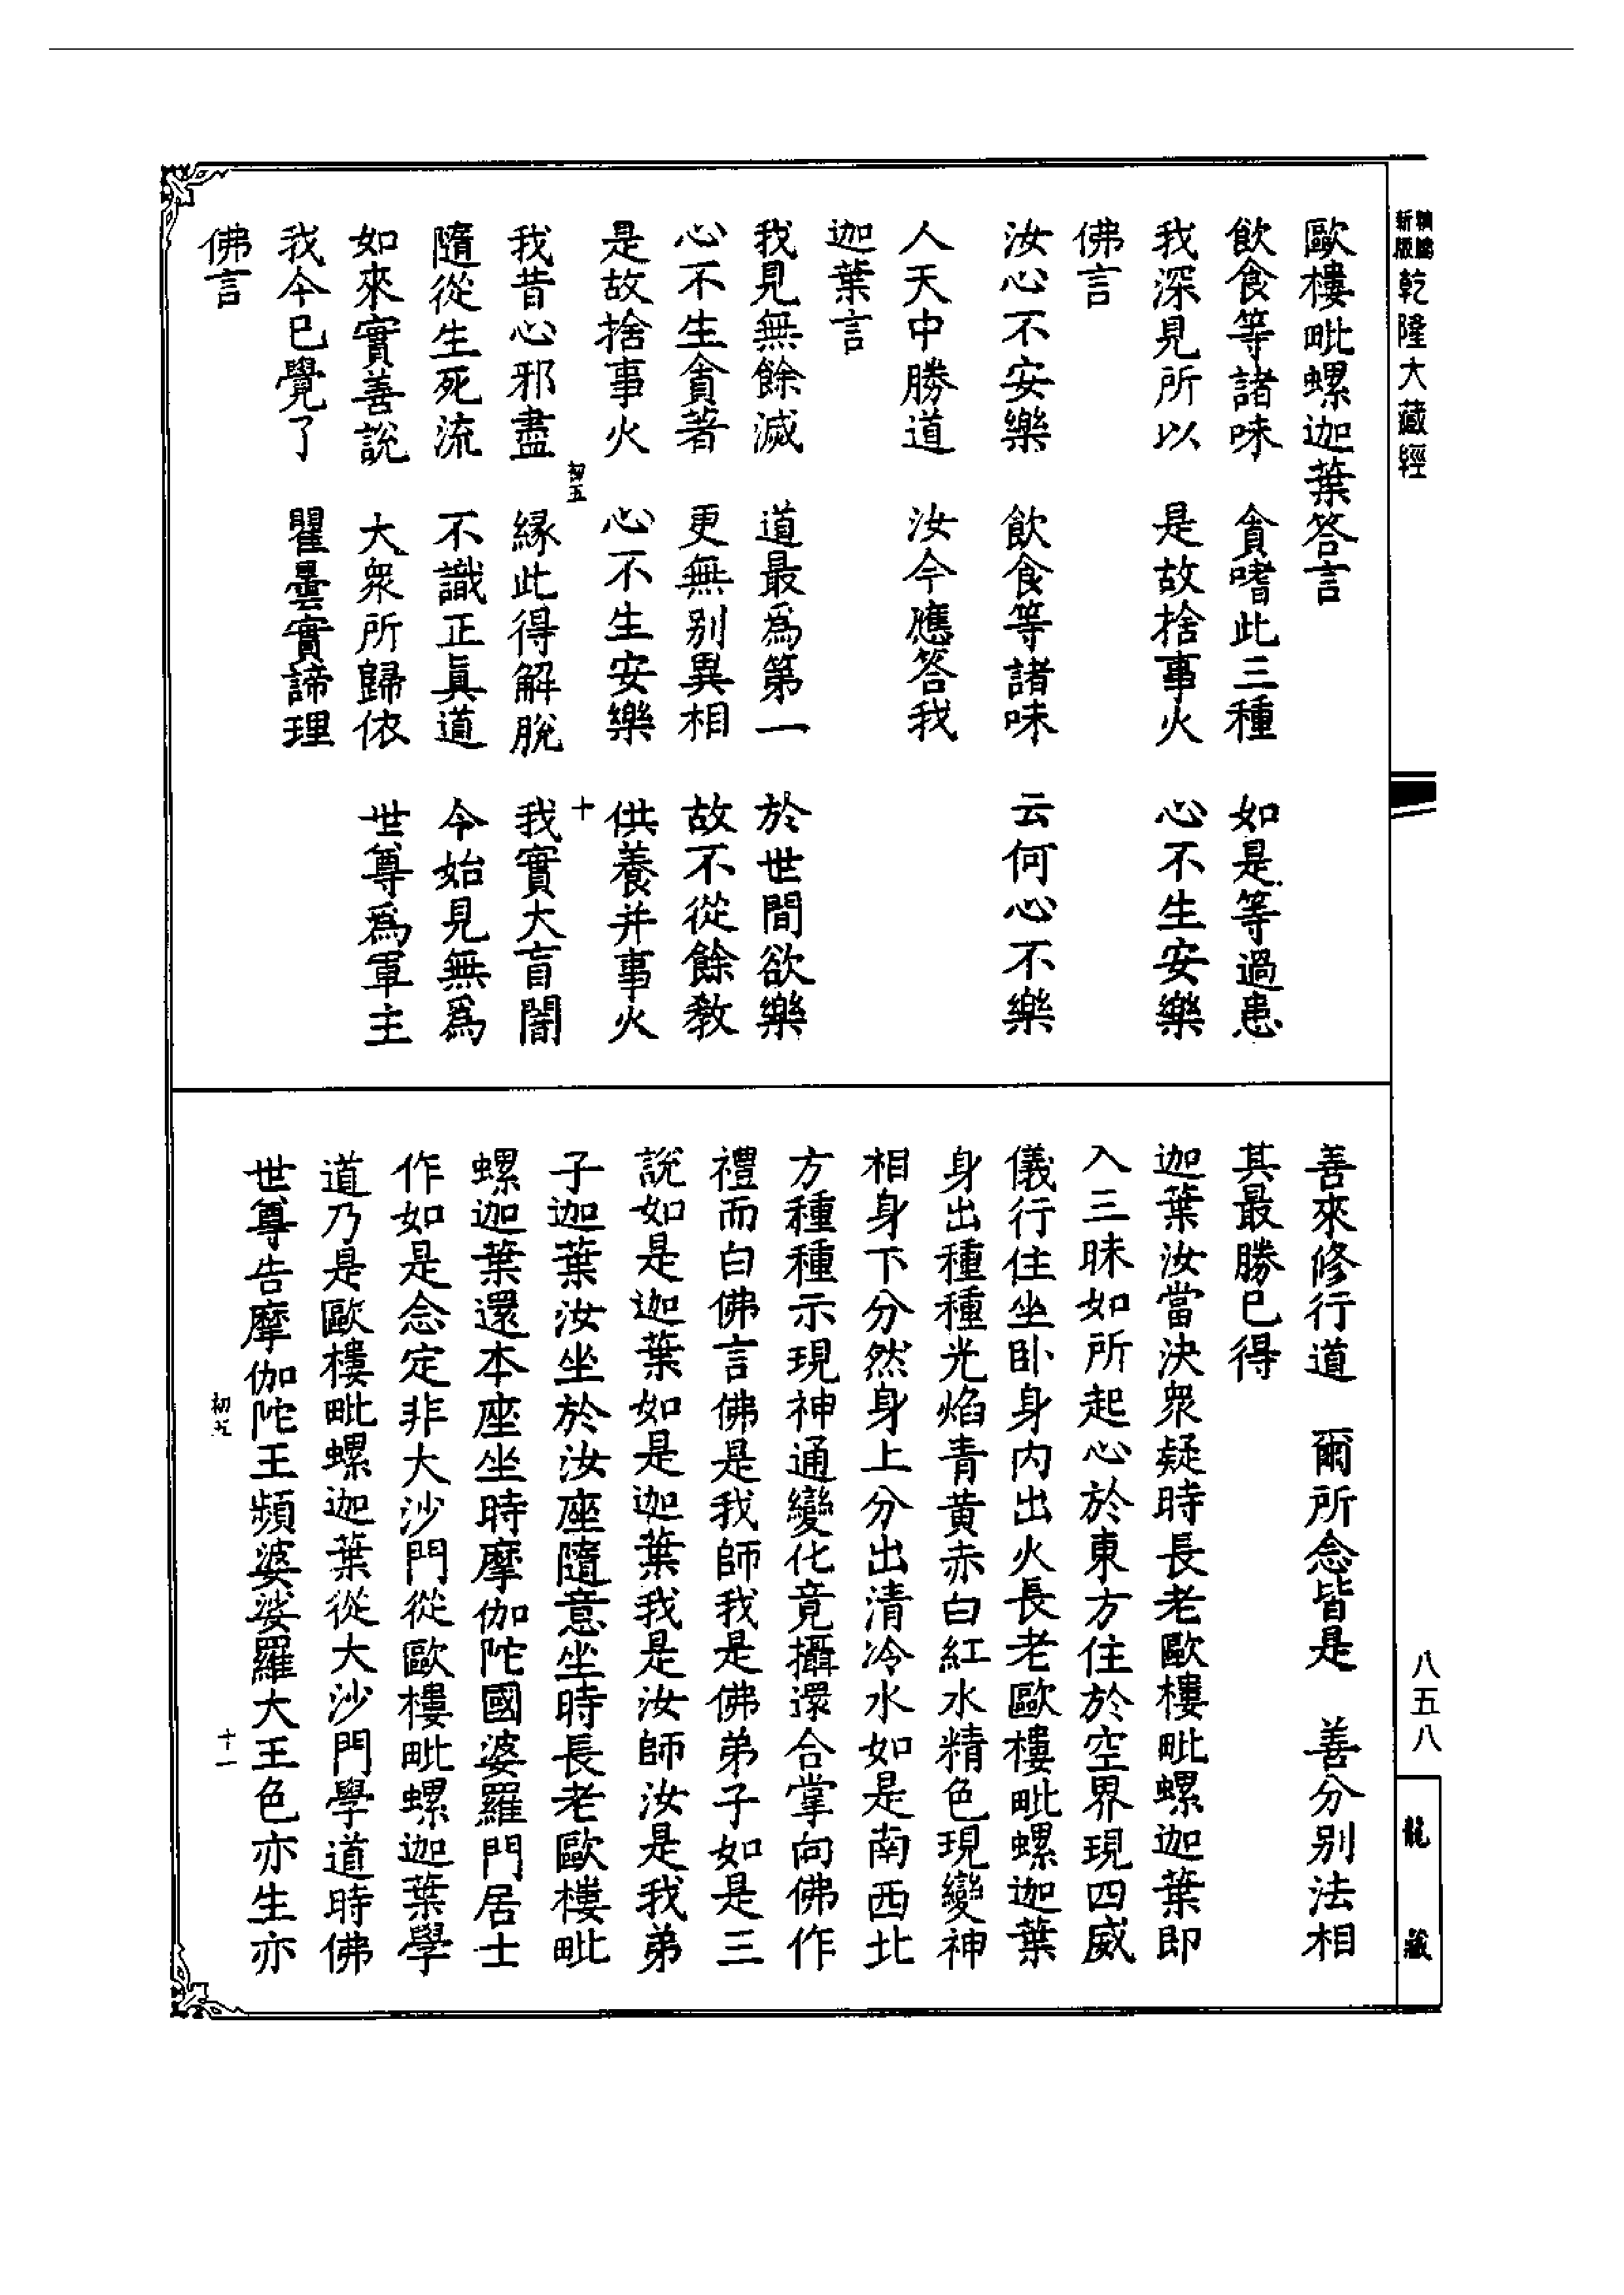 新版 乾隆大藏經
歐樓毗螺迦葉答言
飲食等諸味　貪嗜此三種　如是等過患
我深見所以　是故捨事火　心不生安樂
佛言
汝心不安樂　飲食等諸味　云何心不樂
人天中勝道　汝今應答我
迦葉言
我見無餘滅　道最為第一　於世間欲樂
心不生貪著　更無別異相　故不從餘教
是故捨事火　心不生安樂　供養并事火
初五　十
我昔心邪盡　緣此得解脫　我實大盲闇
隨從生死流　不識正真道　今始見無為
如來實善說　大眾所歸依　世尊為軍主
我今已覺了　瞿曇實諦理
佛言
善來修行道　爾所念皆是　善分別法相
其最勝已得
迦葉汝當決眾疑時長老歐樓毗螺迦葉即
入三昧如所起心於東方住於空界現四威
儀行住坐臥身內出火長老歐樓毗螺迦葉
身出種種光焰青黃赤白紅水精色現變神
相身下分然身上分出清冷水如是南西北
方種種示現神通變化竟攝還合掌向佛作
禮而白佛言佛是我師我是佛弟子如是三
說如是迦葉如是迦葉我是汝師汝是我弟
子迦葉汝坐於汝座隨意坐時長老歐樓毗
螺迦葉還本座坐時摩伽陀國婆羅門居士
作如是念定非大沙門從歐樓毗螺迦葉學
道乃是歐樓毗螺迦葉從大沙門學道時佛
世尊告摩伽陀王頻婆娑羅大王色亦生亦
十一
八五八
龍藏